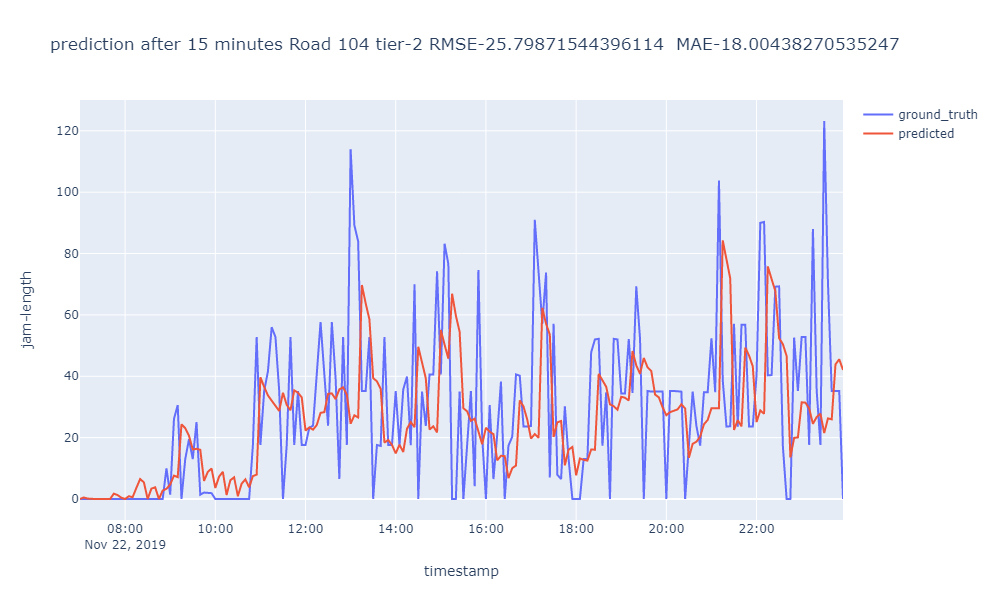 prediction after 15 minutes Road 104 tier-2 RMSE-25.79871544396114  MAE-18.00438270535247
ground_truth
predicted
120
100
80
60
40
20
0
jam-length
08:00 10:00 12:00 14:00 16:00 18:00 20:00 22:00
Nov 22, 2019
timestamp